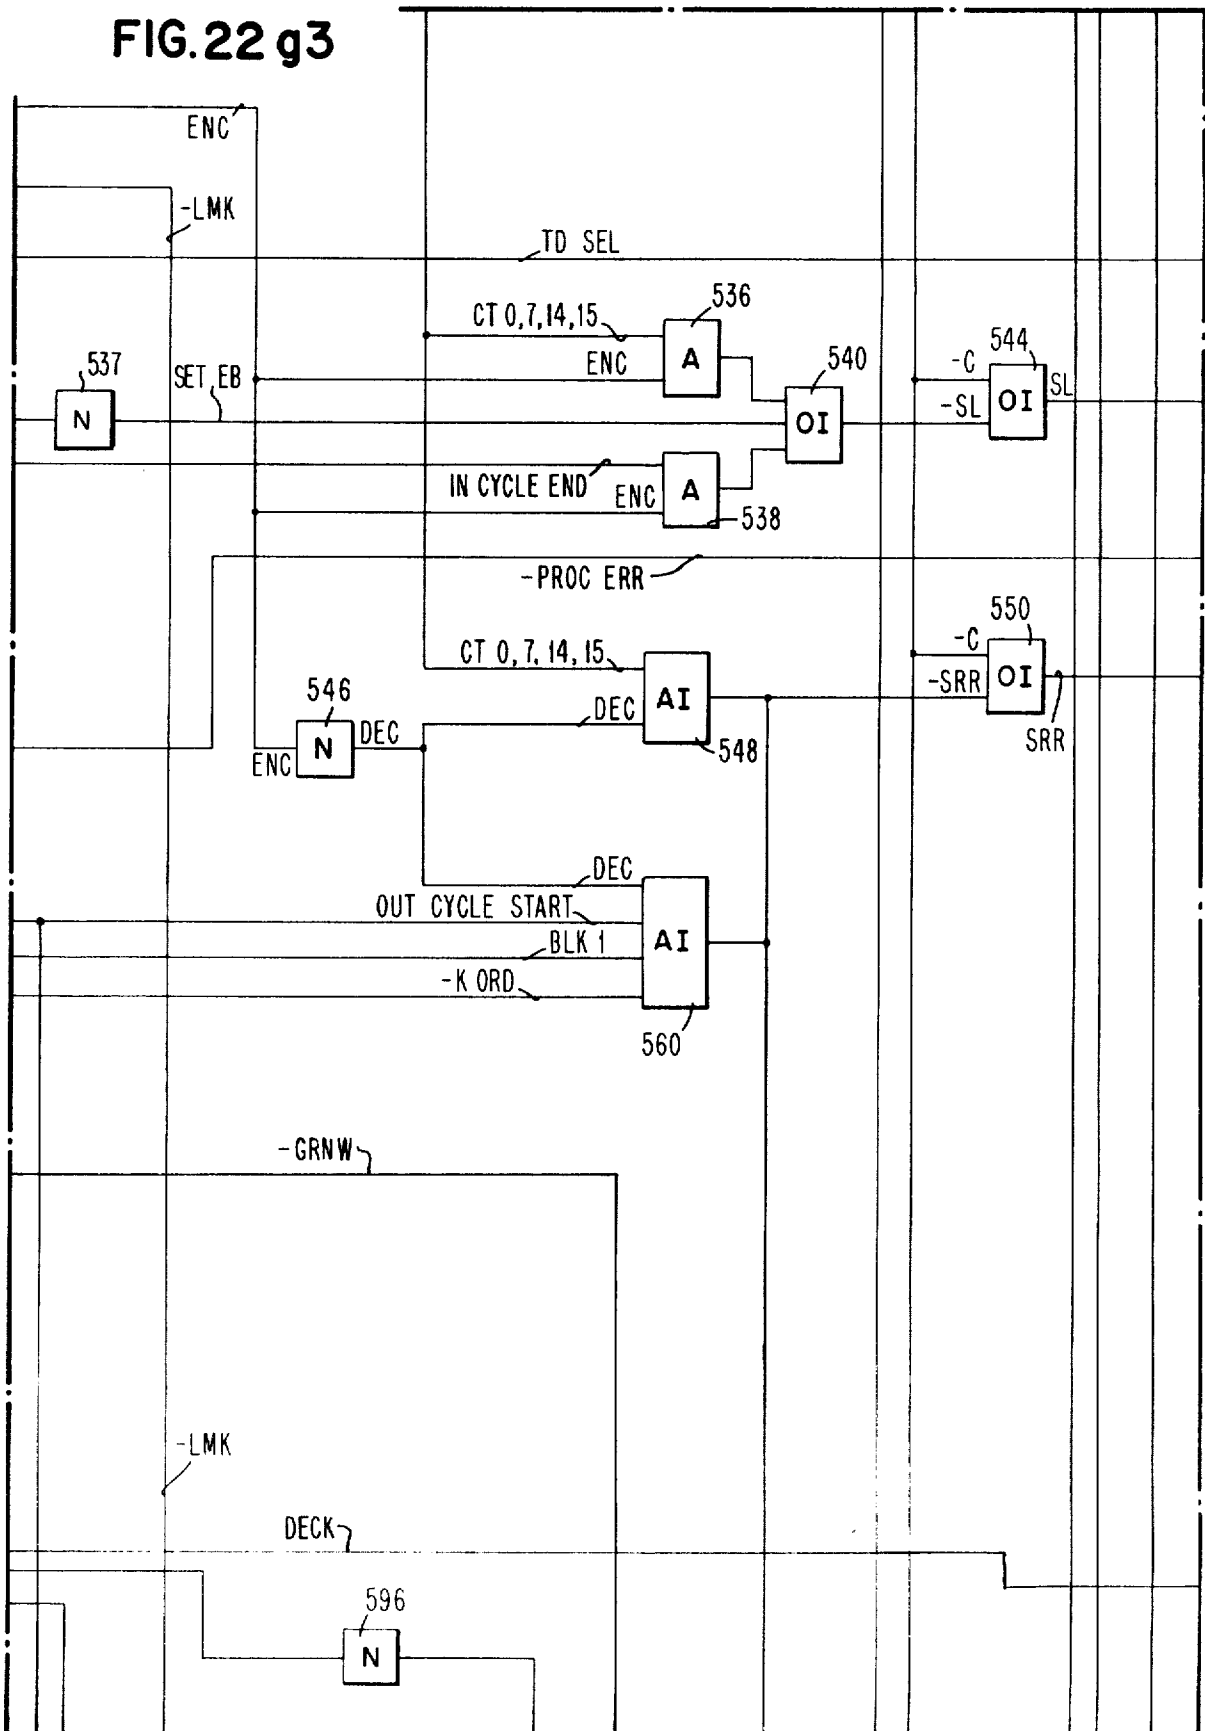 FIG.22 g3
ENC
-LMK
TD SEL
536
CT 0,7,14,15
A
ENC
537
N
SET EB
540
OI
544
-C
-SL
OI
SL
IN CYCLE END
ENC
A
538
-PROC ERR
550
-C
-SRR
OI
SRR
CT 0,7,14,15
AI
DEC
548
546
ENC
N
DEC
DEC
OUT CYCLE START
AI
BLK 1
-K ORD
560
-GRNW
-LMK
DECK
596
N